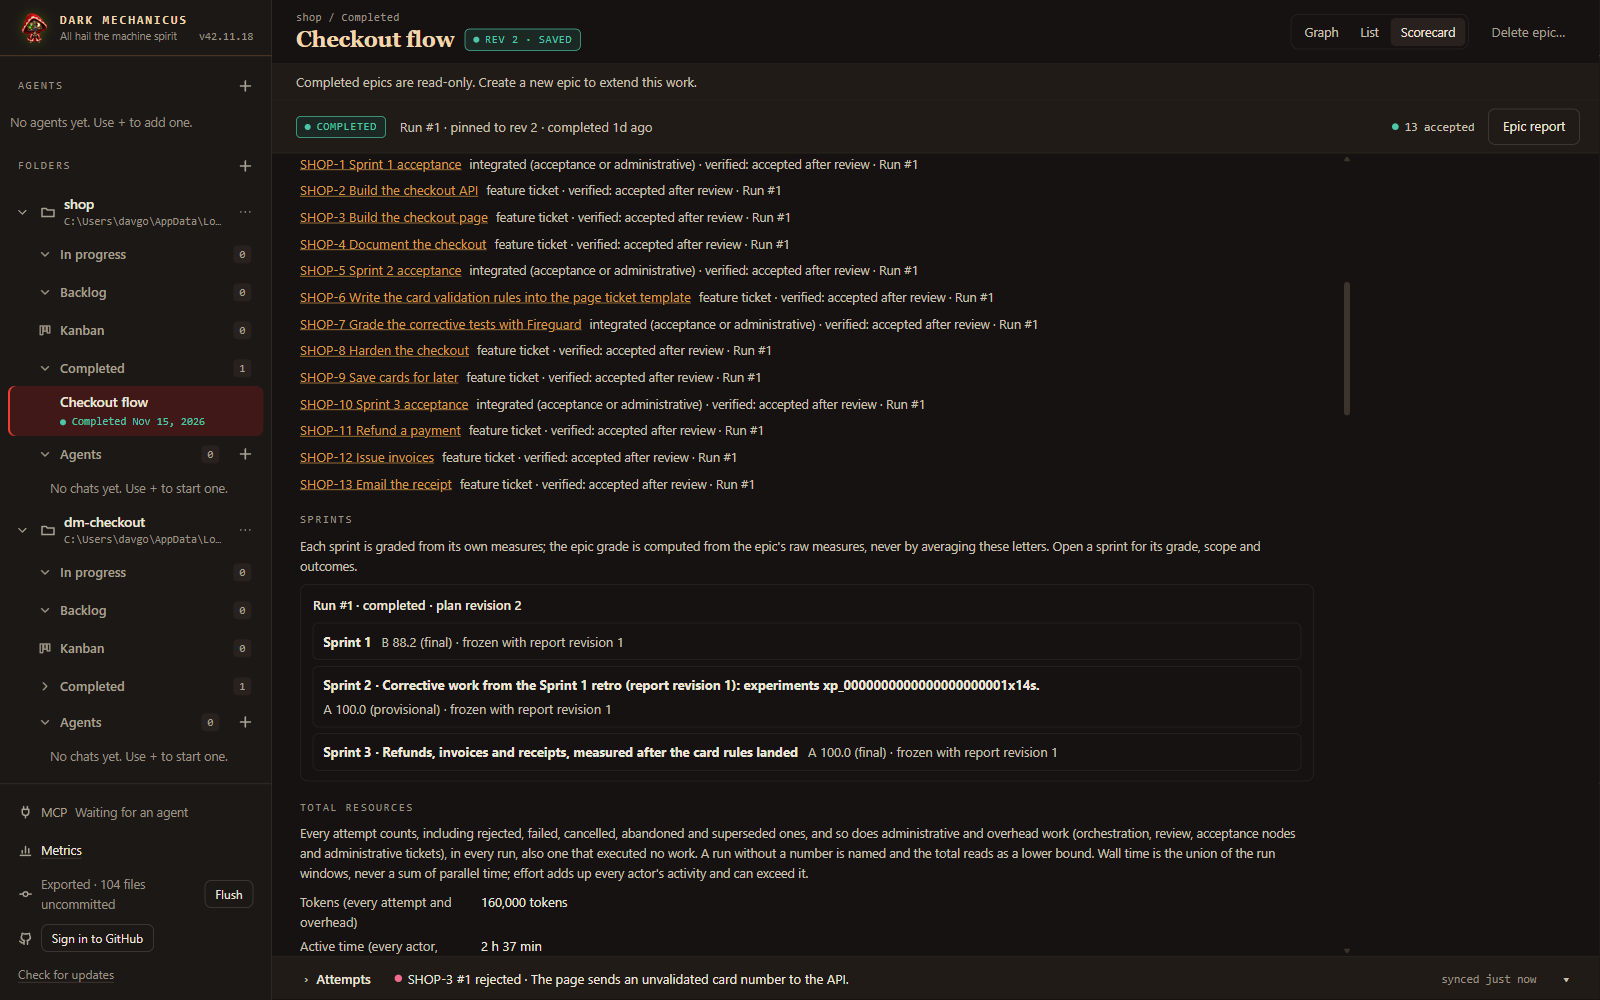 DARK MECHANICUS
All hail the machine spirit v42.11.18
AGENTS
No agents yet. Use + to add one.
FOLDERS
shop
C:\Users\davgo\AppData\Lo…
In progress 0
Backlog 0
Kanban 0
Completed 1
Checkout flow
Completed Nov 15, 2026
Agents 0
No chats yet. Use + to start one.
dm-checkout
C:\Users\davgo\AppData\Lo…
In progress 0
Backlog 0
Kanban 0
Completed 1
Agents 0
No chats yet. Use + to start one.
MCP Waiting for an agent
Metrics
Exported · 104 files
uncommitted
Flush
Sign in to GitHub
Check for updates
shop / Completed
Checkout flow
REV 2 · SAVED
Graph List Scorecard Delete epic…
Completed epics are read-only. Create a new epic to extend this work.
COMPLETED Run #1 · pinned to rev 2 · completed 1d ago
13 accepted Epic report
SHOP-1 Sprint 1 acceptance integrated (acceptance or administrative) · verified: accepted after review · Run #1
SHOP-2 Build the checkout API feature ticket · verified: accepted after review · Run #1
SHOP-3 Build the checkout page feature ticket · verified: accepted after review · Run #1
SHOP-4 Document the checkout feature ticket · verified: accepted after review · Run #1
SHOP-5 Sprint 2 acceptance integrated (acceptance or administrative) · verified: accepted after review · Run #1
SHOP-6 Write the card validation rules into the page ticket template feature ticket · verified: accepted after review · Run #1
SHOP-7 Grade the corrective tests with Fireguard integrated (acceptance or administrative) · verified: accepted after review · Run #1
SHOP-8 Harden the checkout feature ticket · verified: accepted after review · Run #1
SHOP-9 Save cards for later feature ticket · verified: accepted after review · Run #1
SHOP-10 Sprint 3 acceptance integrated (acceptance or administrative) · verified: accepted after review · Run #1
SHOP-11 Refund a payment feature ticket · verified: accepted after review · Run #1
SHOP-12 Issue invoices feature ticket · verified: accepted after review · Run #1
SHOP-13 Email the receipt feature ticket · verified: accepted after review · Run #1
SPRINTS
Each sprint is graded from its own measures; the epic grade is computed from the epic's raw measures, never by averaging these letters. Open a sprint for its grade, scope and
outcomes.
Run #1 · completed · plan revision 2
Sprint 1 B 88.2 (final) · frozen with report revision 1
Sprint 2 · Corrective work from the Sprint 1 retro (report revision 1): experiments xp_0000000000000000000001x14s.
A 100.0 (provisional) · frozen with report revision 1
Sprint 3 · Refunds, invoices and receipts, measured after the card rules landed A 100.0 (final) · frozen with report revision 1
TOTAL RESOURCES
Every attempt counts, including rejected, failed, cancelled, abandoned and superseded ones, and so does administrative and overhead work (orchestration, review, acceptance nodes
and administrative tickets), in every run, also one that executed no work. A run without a number is named and the total reads as a lower bound. Wall time is the union of the run
windows, never a sum of parallel time; effort adds up every actor's activity and can exceed it.
Tokens (every attempt and 160,000 tokens
overhead)
Active time (every actor, 2 h 37 min
Attempts SHOP-3 #1 rejected · The page sends an unvalidated card number to the API.
synced just now